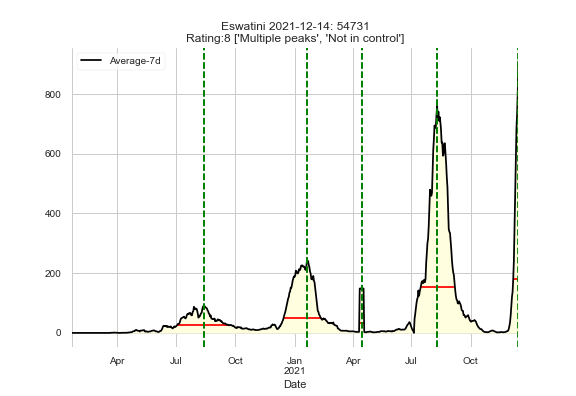 Eswatini 2021-12-14: 54731
Rating:8 ['Multiple peaks', 'Not in control']
Average-7d
800
600
400
200
0
Apr Jul Oct Jan Apr Jul Oct
2021
Date